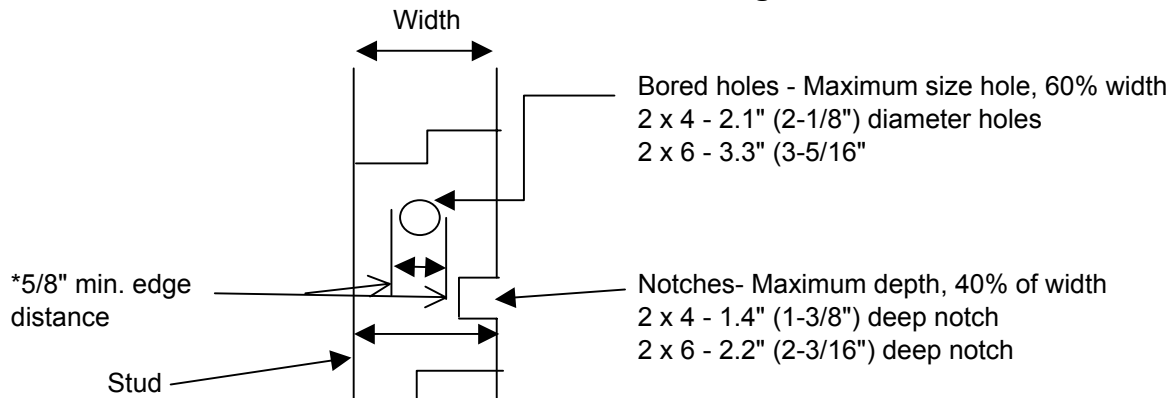 Width
Bored holes - Maximum size hole, 60% width
2 x 4 - 2.1" (2-1/8") diameter holes
2 x 6 - 3.3" (3-5/16"
*5/8" min. edge
distance
Notches- Maximum depth, 40% of width
2 x 4 - 1.4" (1-3/8") deep notch
2 x 6 - 2.2" (2-3/16") deep notch
Stud